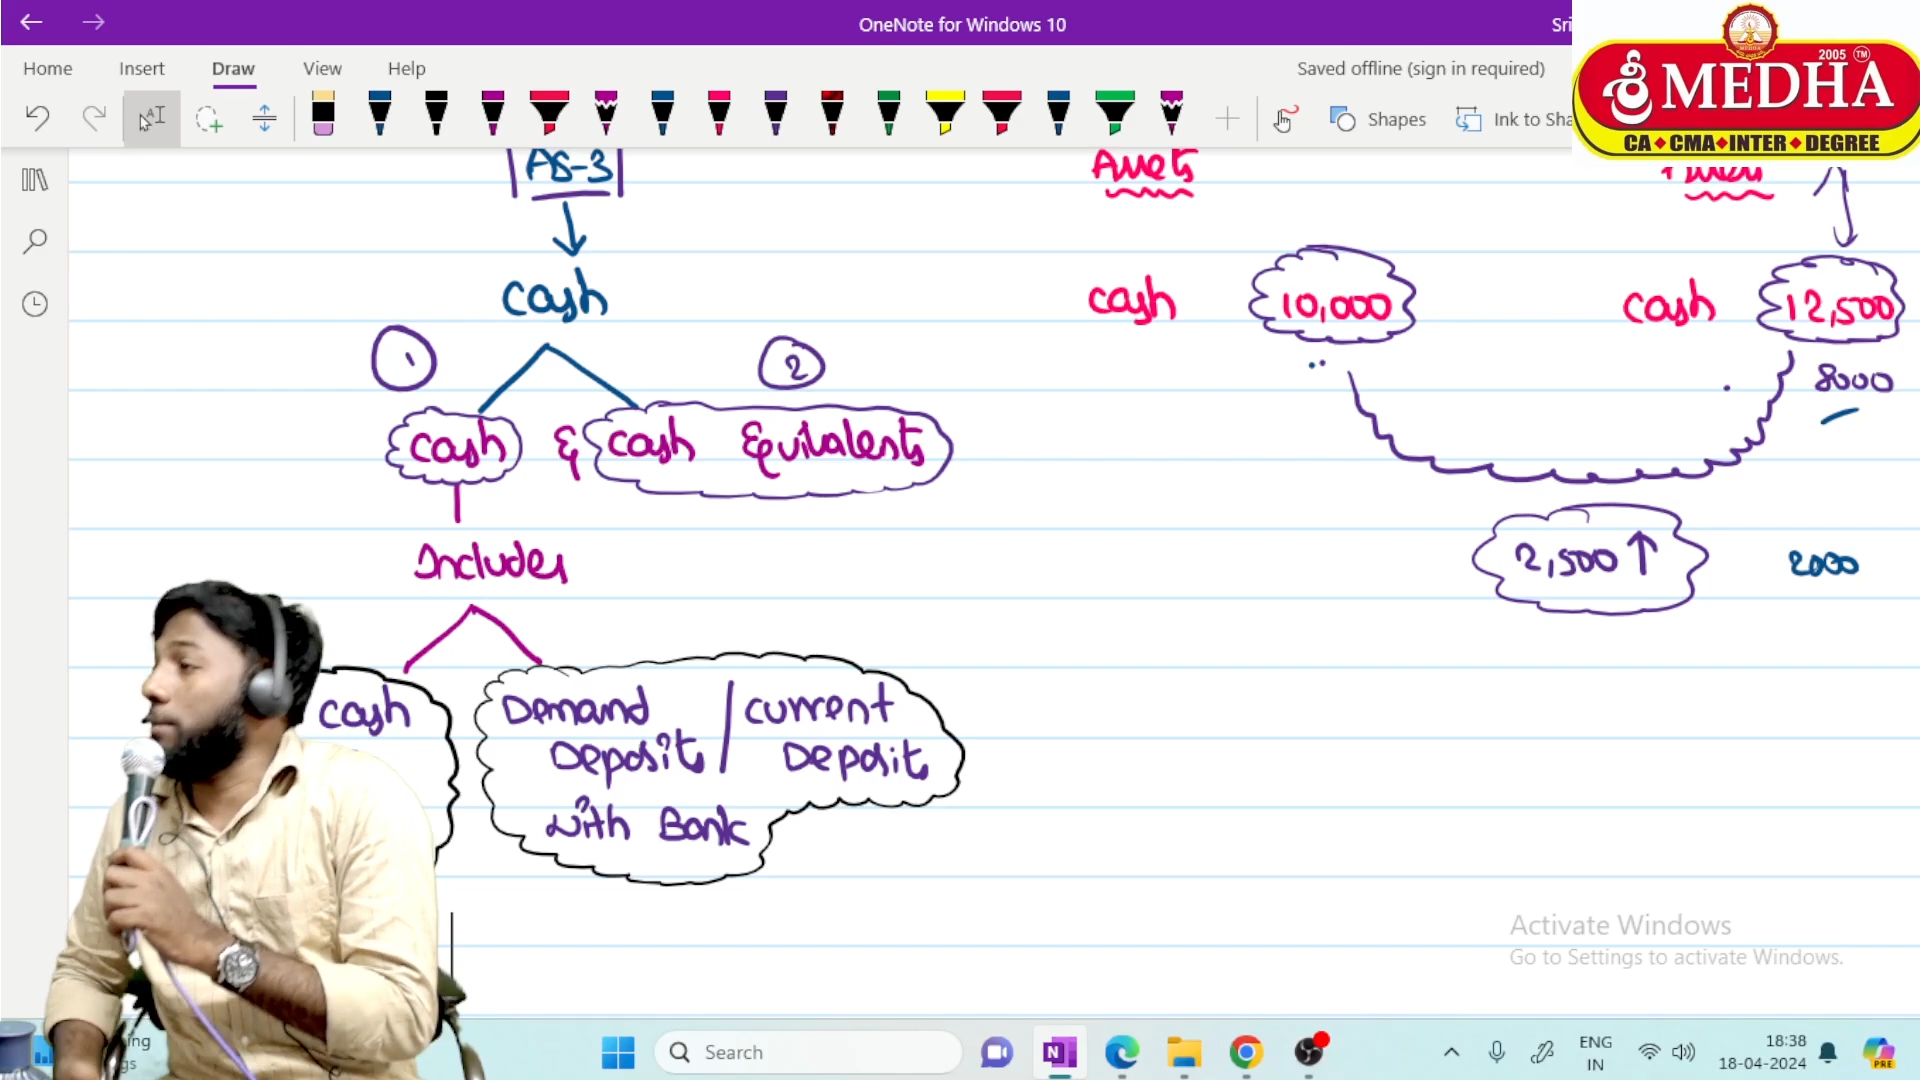 OneNote for Windows 10
Sri
Home Insert Draw View Help
Saved offline (sign in required)
Shapes
Ink to Sha
2005 TM
MEDHA
CA CMA INTER DEGREE
AS-3
Assets
Cash
cash 10,000
cash 12,500
1
2
8000
cash & cash Equivalents
Includes
2,500 ↑
2000
cash
Demand Deposit / current Deposit
with Bank
Activate Windows
Go to Settings to activate Windows.
Search
ENG
IN
18:38
18-04-2024
PRE